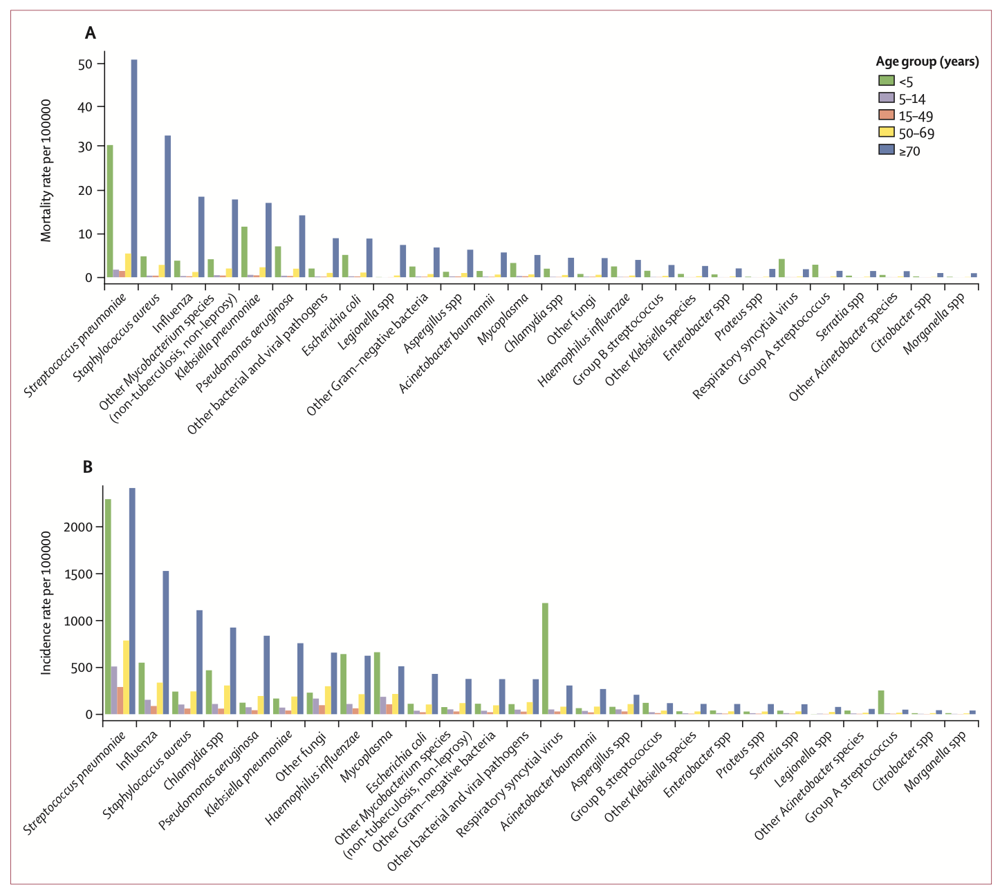 A
Mortality rate per 100000
50
40
30
20
10
0
Age group (years)
<5
5–14
15–49
50–69
≥70
Streptococcus pneumoniae
Staphylococcus aureus
Influenza
Other Mycobacterium species
(non-tuberculosis, non-leprosy)
Klebsiella pneumoniae
Pseudomonas aeruginosa
Other bacterial and viral pathogens
Escherichia coli
Legionella spp
Other Gram–negative bacteria
Aspergillus spp
Acinetobacter baumannii
Mycoplasma
Chlamydia spp
Other fungi
Haemophilus influenzae
Group B streptococcus
Other Klebsiella species
Enterobacter spp
Proteus spp
Respiratory syncytial virus
Group A streptococcus
Serratia spp
Other Acinetobacter species
Citrobacter spp
Morganella spp
B
Incidence rate per 100000
2000
1500
1000
500
0
Streptococcus pneumoniae
Influenza
Staphylococcus aureus
Chlamydia spp
Pseudomonas aeruginosa
Klebsiella pneumoniae
Other fungi
Haemophilus influenzae
Mycoplasma
Escherichia coli
Other Mycobacterium species
(non-tuberculosis, non-leprosy)
Other Gram–negative bacteria
Other bacterial and viral pathogens
Respiratory syncytial virus
Acinetobacter baumannii
Aspergillus spp
Group B streptococcus
Other Klebsiella species
Enterobacter spp
Proteus spp
Serratia spp
Legionella spp
Other Acinetobacter species
Group A streptococcus
Citrobacter spp
Morganella spp